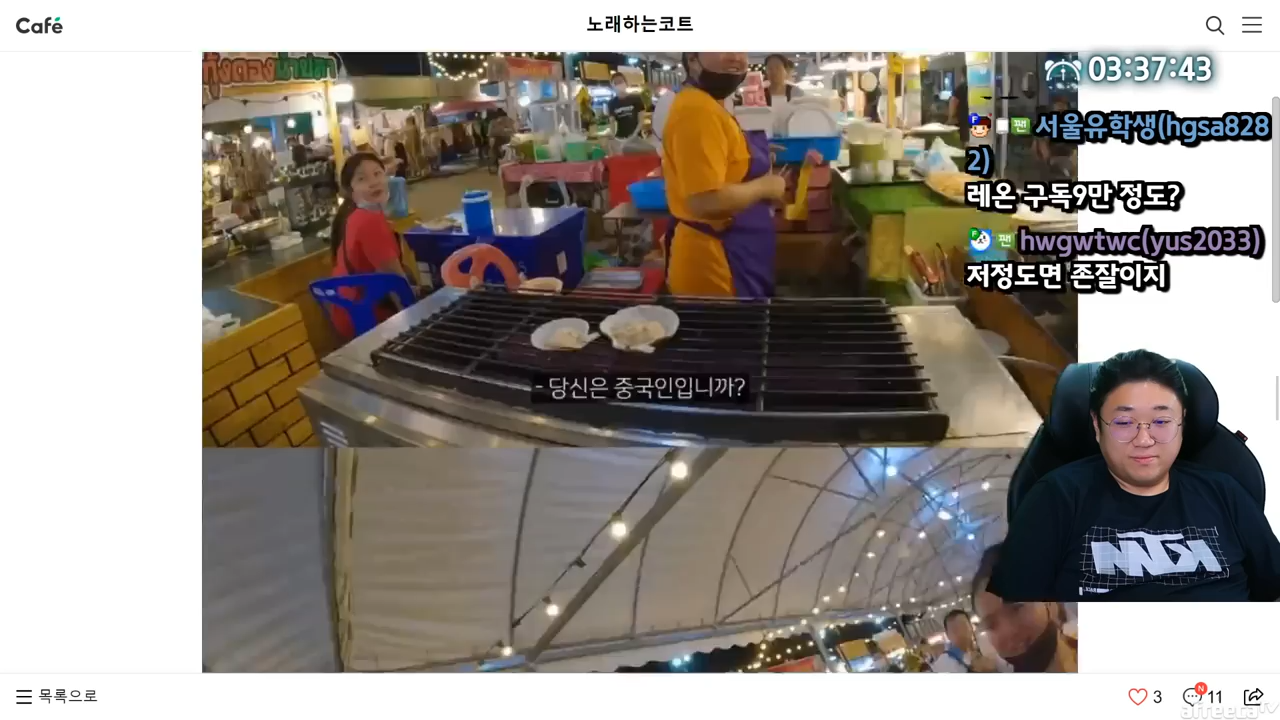 Café
노래하는코트
03:37:43
서울유학생(hgsa828
2)
레온 구독9만 정도?
hwgwtwc(yus2033)
저정도면 존잘이지
- 당신은 중국인입니까?
목록으로
3
N
11
afreecaTV